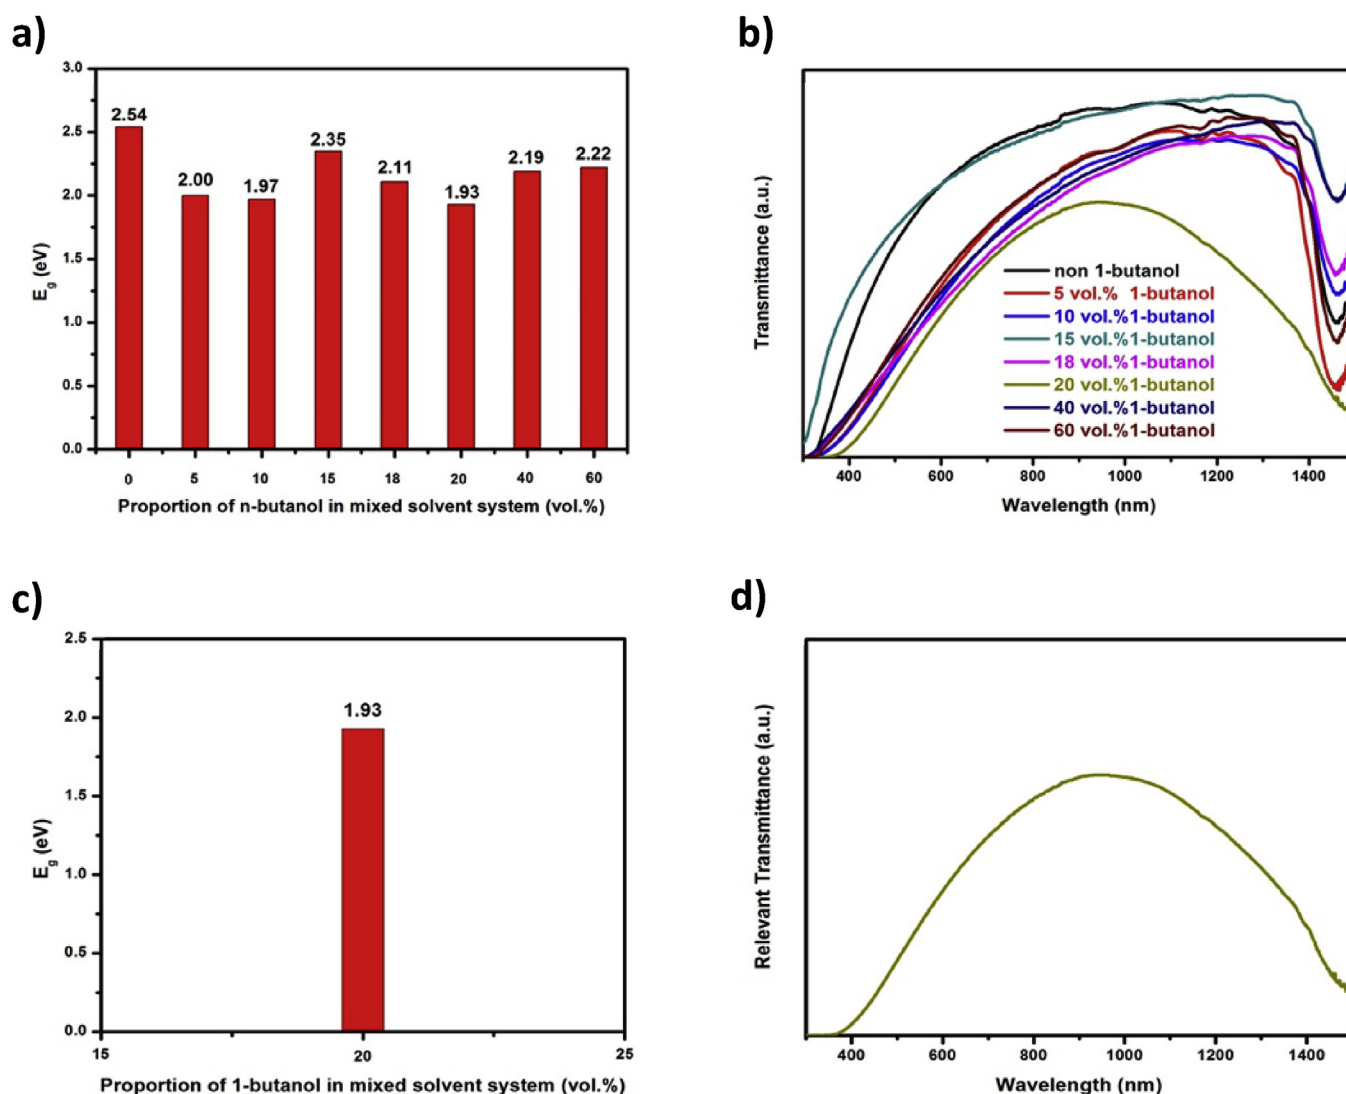 a)
3.0
2.5
2.0
1.5
1.0
0.5
0.0
E_g (eV)
2.54
2.00
1.97
2.35
2.11
1.93
2.19
2.22
0
5
10
15
18
20
40
60
Proportion of n-butanol in mixed solvent system (vol.%)
b)
Transmittance (a.u.)
non 1-butanol
5 vol.% 1-butanol
10 vol.%1-butanol
15 vol.%1-butanol
18 vol.%1-butanol
20 vol.%1-butanol
40 vol.%1-butanol
60 vol.%1-butanol
400
600
800
1000
1200
1400
Wavelength (nm)
c)
2.5
2.0
1.5
1.0
0.5
0.0
E_g (eV)
1.93
15
20
25
Proportion of 1-butanol in mixed solvent system (vol.%)
d)
Relevant Transmittance (a.u.)
400
600
800
1000
1200
1400
Wavelength (nm)